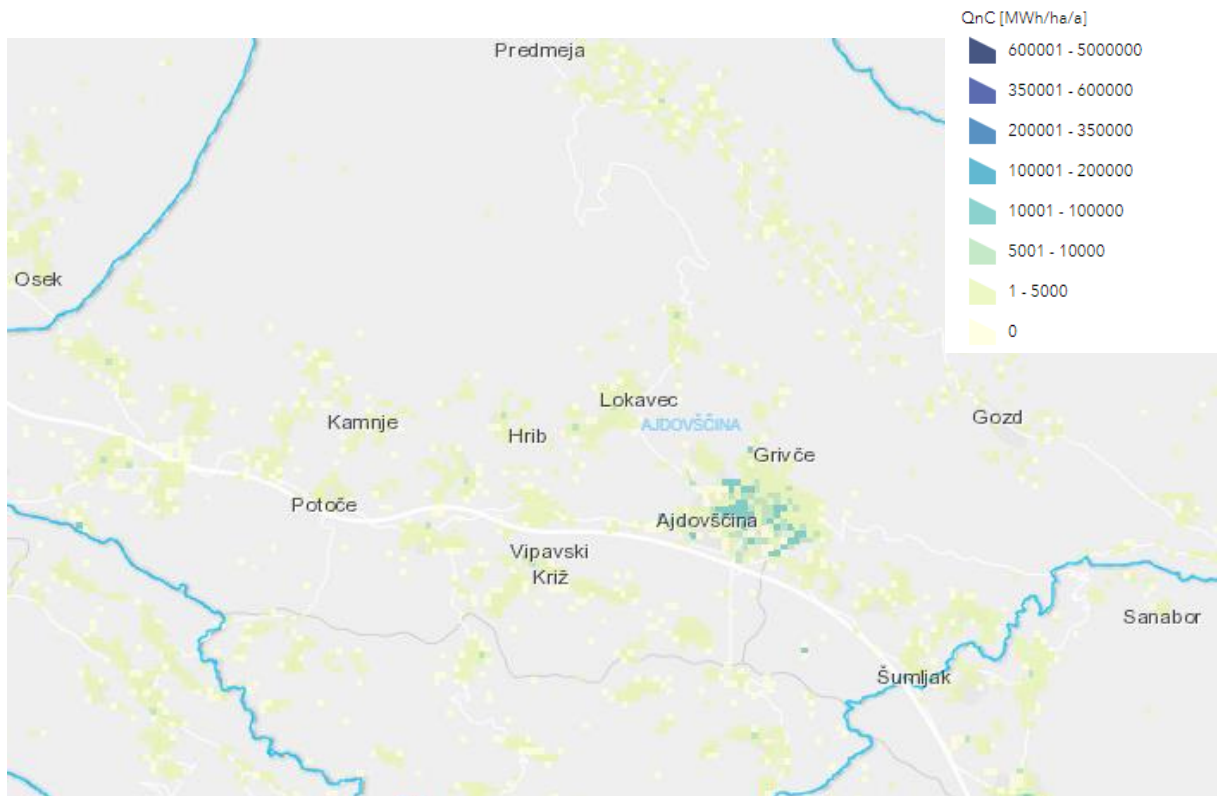 QnC [MWh/ha/a]
600001 - 5000000
350001 - 600000
200001 - 350000
100001 - 200000
10001 - 100000
5001 - 10000
1 - 5000
0
Predmeja
Osek
Lokavec
Kamnje
AJDOVŠČINA
Gozd
Hrib
Grivče
Potoče
Ajdovščina
Vipavski
Križ
Sanabor
Šumljak